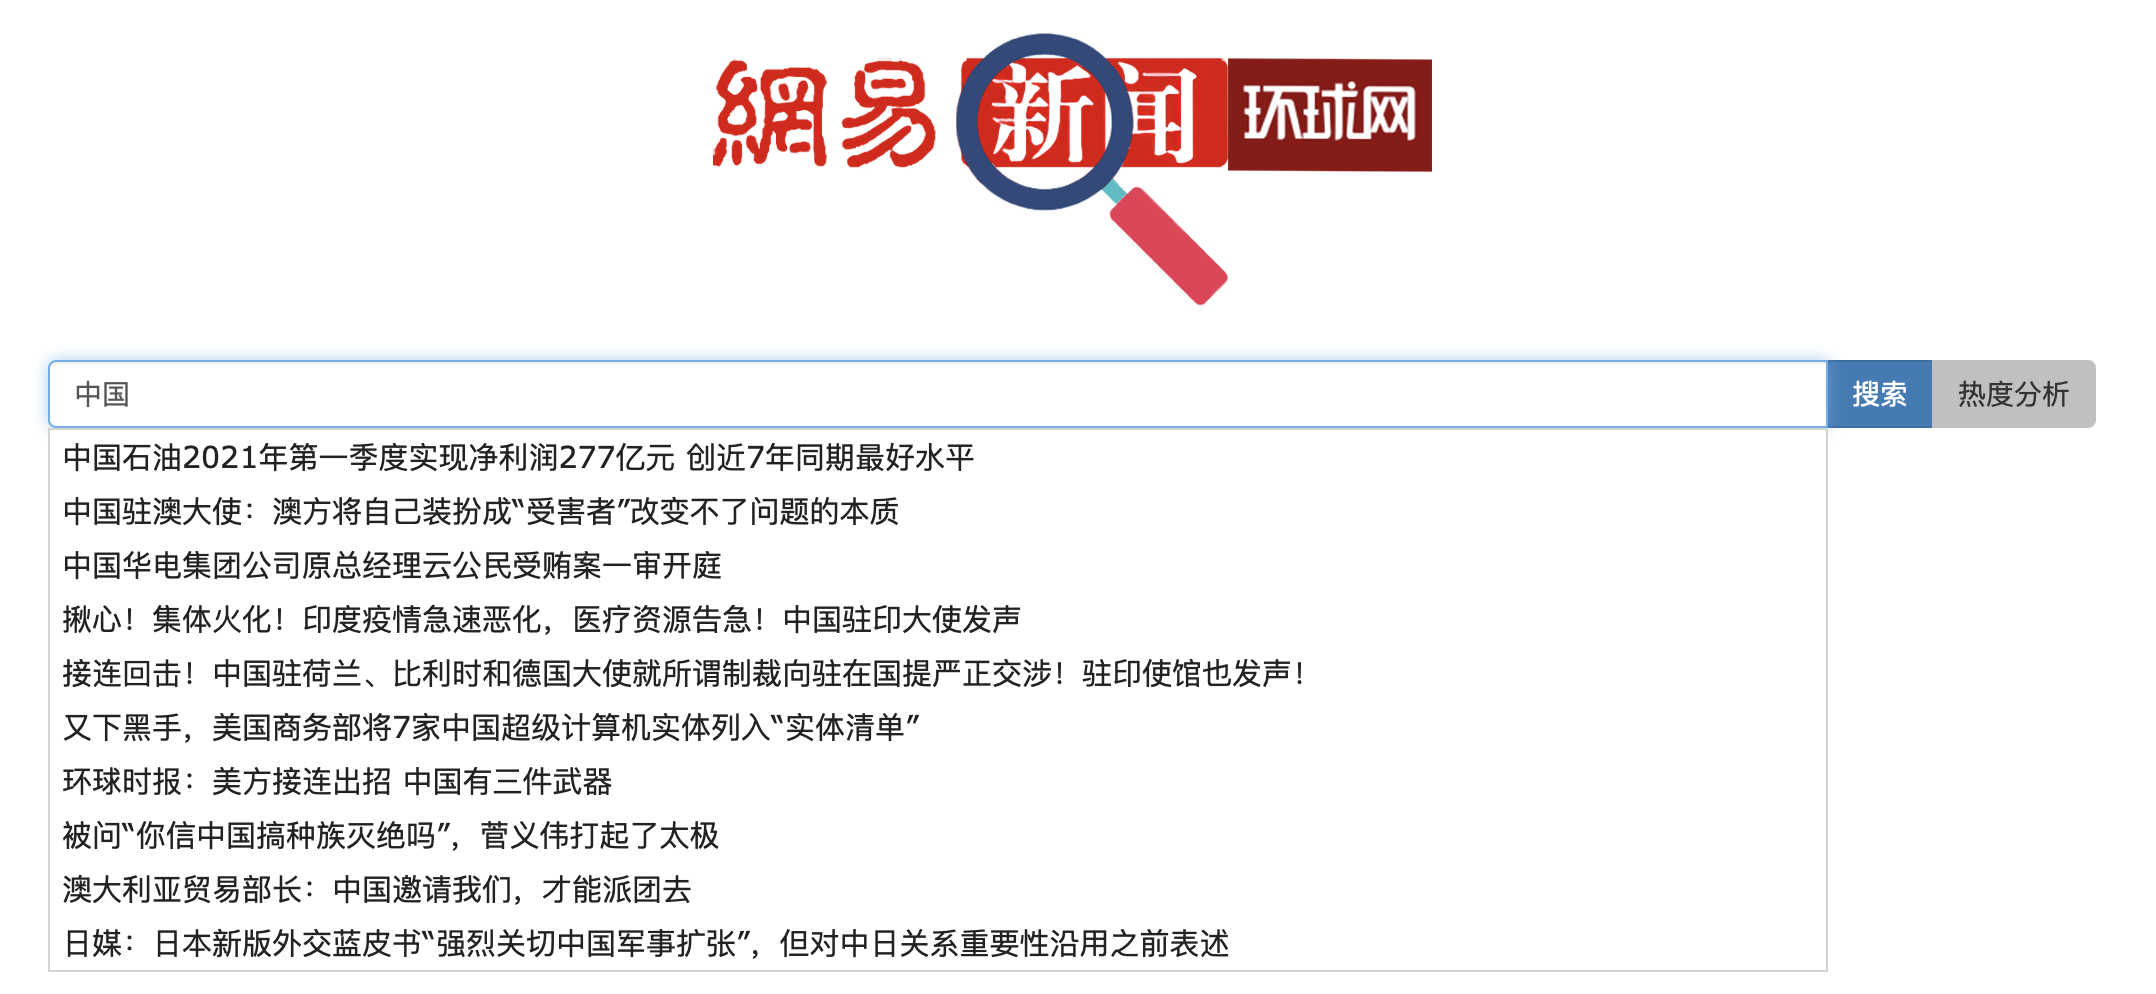 網易 新闻 环球网
中国 搜索 热度分析
中国石油2021年第一季度实现净利润277亿元 创近7年同期最好水平
中国驻澳大使：澳方将自己装扮成“受害者”改变不了问题的本质
中国华电集团公司原总经理云公民受贿案一审开庭
揪心！集体火化！印度疫情急速恶化，医疗资源告急！中国驻印大使发声
接连回击！中国驻荷兰、比利时和德国大使就所谓制裁向驻在国提严正交涉！驻印使馆也发声！
又下黑手，美国商务部将7家中国超级计算机实体列入“实体清单”
环球时报：美方接连出招 中国有三件武器
被问“你信中国搞种族灭绝吗”，菅义伟打起了太极
澳大利亚贸易部长：中国邀请我们，才能派团去
日媒：日本新版外交蓝皮书“强烈关切中国军事扩张”，但对中日关系重要性沿用之前表述